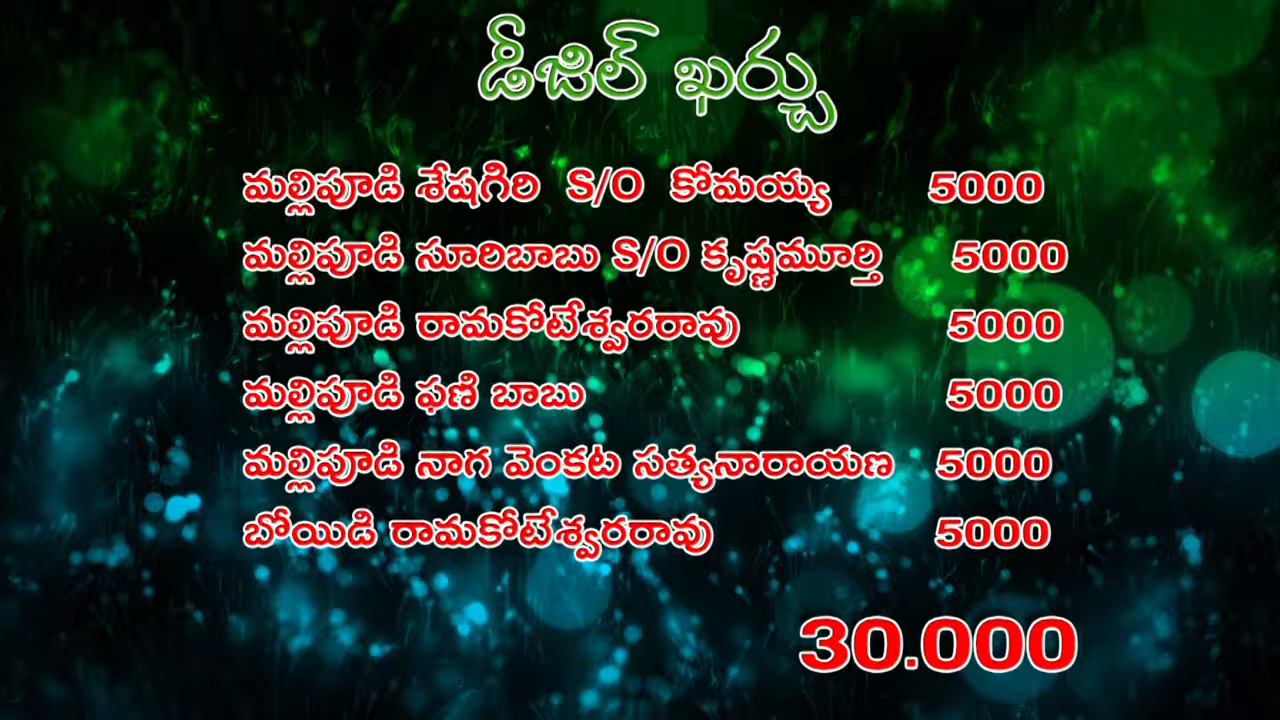 డీజిల్ ఖర్చు
మల్లిపూడి శేషగిరి S/O కోమయ్య 5000
మల్లిపూడి సూరిబాబు S/O కృష్ణమూర్తి 5000
మల్లిపూడి రామకోటేశ్వరరావు 5000
మల్లిపూడి ఫణి బాబు 5000
మల్లిపూడి నాగ వెంకట సత్యనారాయణ 5000
బోయిడి రామకోటేశ్వరరావు 5000
30.000